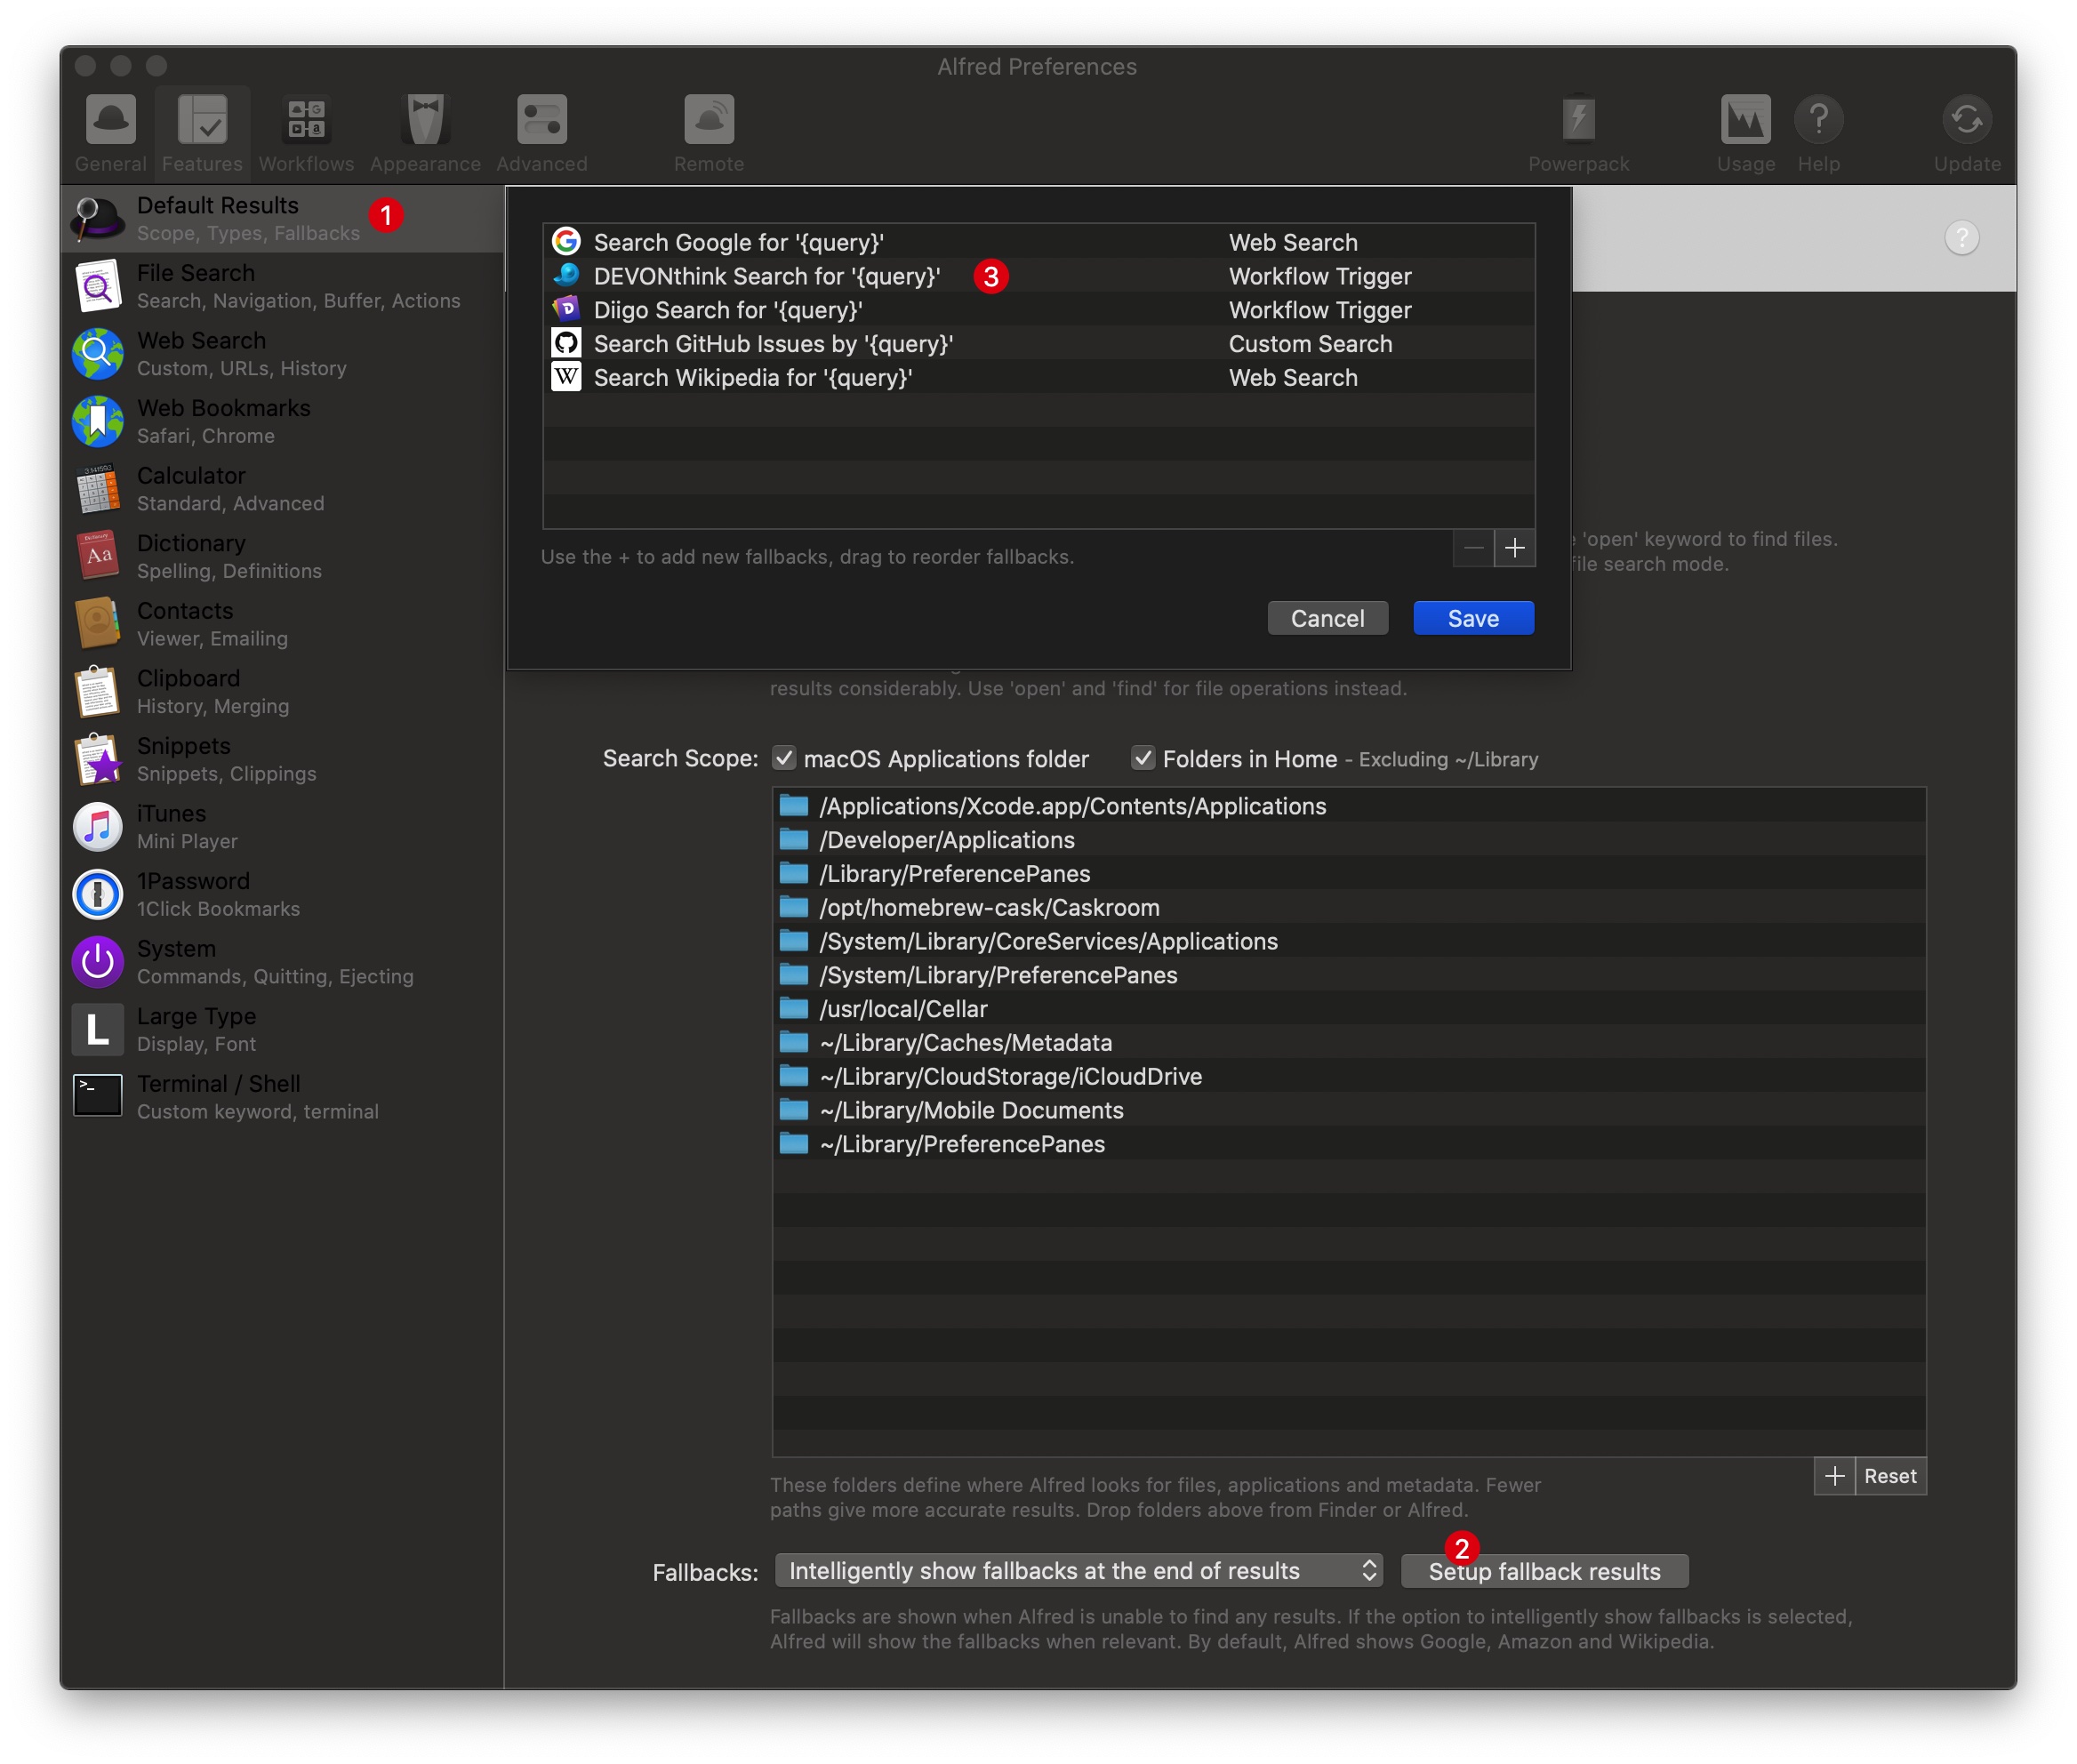 Alfred Preferences
General
Features
Workflows
Appearance
Advanced
Remote
Powerpack
Usage
Help
Update
Default Results
Scope, Types, Fallbacks
1
File Search
Search, Navigation, Buffer, Actions
Web Search
Custom, URLs, History
Web Bookmarks
Safari, Chrome
Calculator
Standard, Advanced
Dictionary
Spelling, Definitions
Contacts
Viewer, Emailing
Clipboard
History, Merging
Snippets
Snippets, Clippings
iTunes
Mini Player
1Password
1Click Bookmarks
System
Commands, Quitting, Ejecting
L
Large Type
Display, Font
Terminal / Shell
Custom keyword, terminal
Search Google for '{query}' Web Search
DEVONthink Search for '{query}' 3 Workflow Trigger
Diigo Search for '{query}' Workflow Trigger
Search GitHub Issues by '{query}' Custom Search
W Search Wikipedia for '{query}' Web Search
Use the + to add new fallbacks, drag to reorder fallbacks.
Cancel
Save
?
'open' keyword to find files.
file search mode.
results considerably. Use 'open' and 'find' for file operations instead.
Search Scope: macOS Applications folder Folders in Home - Excluding ~/Library
/Applications/Xcode.app/Contents/Applications
/Developer/Applications
/Library/PreferencePanes
/opt/homebrew-cask/Caskroom
/System/Library/CoreServices/Applications
/System/Library/PreferencePanes
/usr/local/Cellar
~/Library/Caches/Metadata
~/Library/CloudStorage/iCloudDrive
~/Library/Mobile Documents
~/Library/PreferencePanes
These folders define where Alfred looks for files, applications and metadata. Fewer
paths give more accurate results. Drop folders above from Finder or Alfred.
+ Reset
2
Fallbacks: Intelligently show fallbacks at the end of results Setup fallback results
Fallbacks are shown when Alfred is unable to find any results. If the option to intelligently show fallbacks is selected,
Alfred will show the fallbacks when relevant. By default, Alfred shows Google, Amazon and Wikipedia.